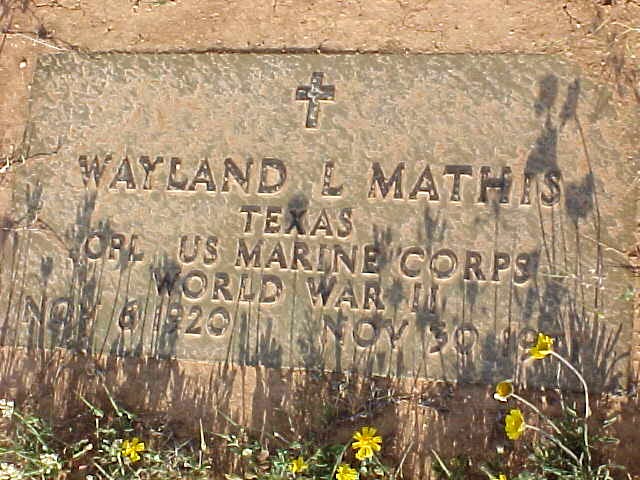 WAYLAND L MATHIS
TEXAS
CPL US MARINE CORPS
WORLD WAR II
NOV 6 1920 NOV 30